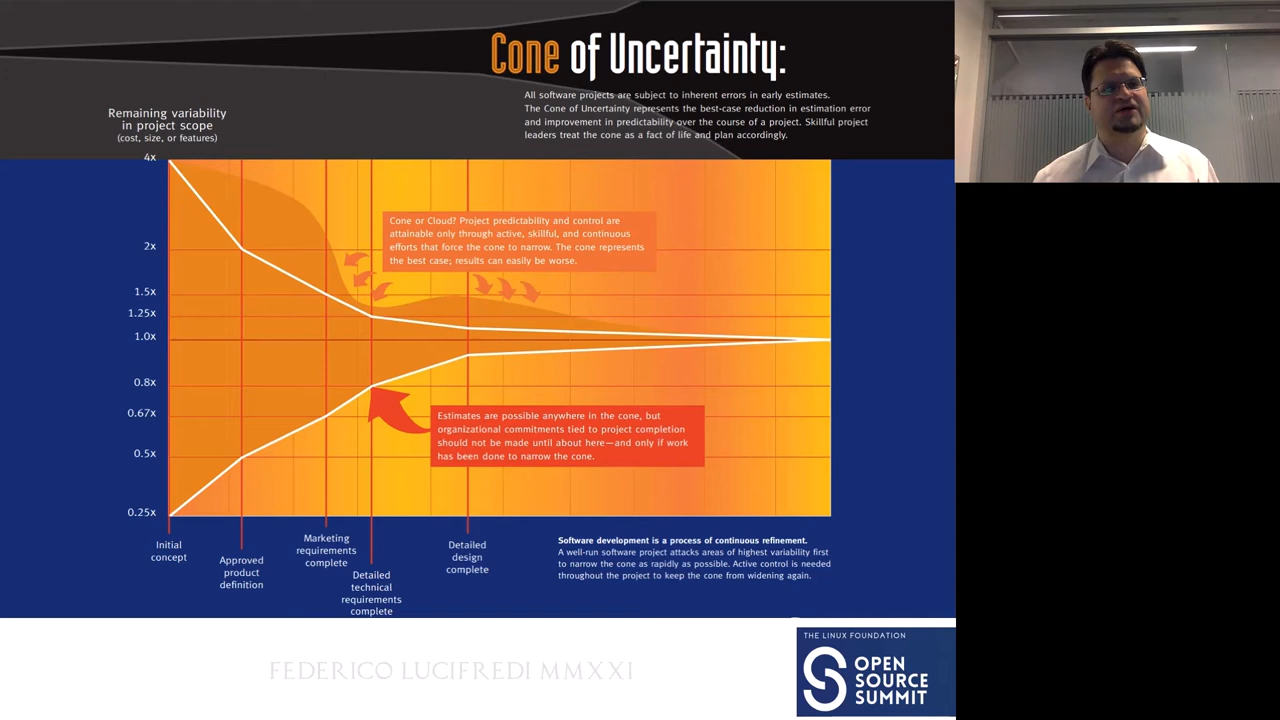 Cone of Uncertainty:
All software projects are subject to inherent errors in early estimates.
The Cone of Uncertainty represents the best-case reduction in estimation error
and improvement in predictability over the course of a project. Skillful project
leaders treat the cone as a fact of life and plan accordingly.
Remaining variability
in project scope
(cost, size, or features)
4x
2x
1.5x
1.25x
1.0x
0.8x
0.67x
0.5x
0.25x
Cone or Cloud? Project predictability and control are
attainable only through active, skillful, and continuous
efforts that force the cone to narrow. The cone represents
the best case; results can easily be worse.
Estimates are possible anywhere in the cone, but
organizational commitments tied to project completion
should not be made until about here—and only if work
has been done to narrow the cone.
Initial
concept
Approved
product
definition
Marketing
requirements
complete
Detailed
technical
requirements
complete
Detailed
design
complete
Software development is a process of continuous refinement.
A well-run software project attacks areas of highest variability first
to narrow the cone as rapidly as possible. Active control is needed
throughout the project to keep the cone from widening again.
FEDERICO LUCIFREDI MMXXI
THE LINUX FOUNDATION
OPEN
SOURCE
SUMMIT